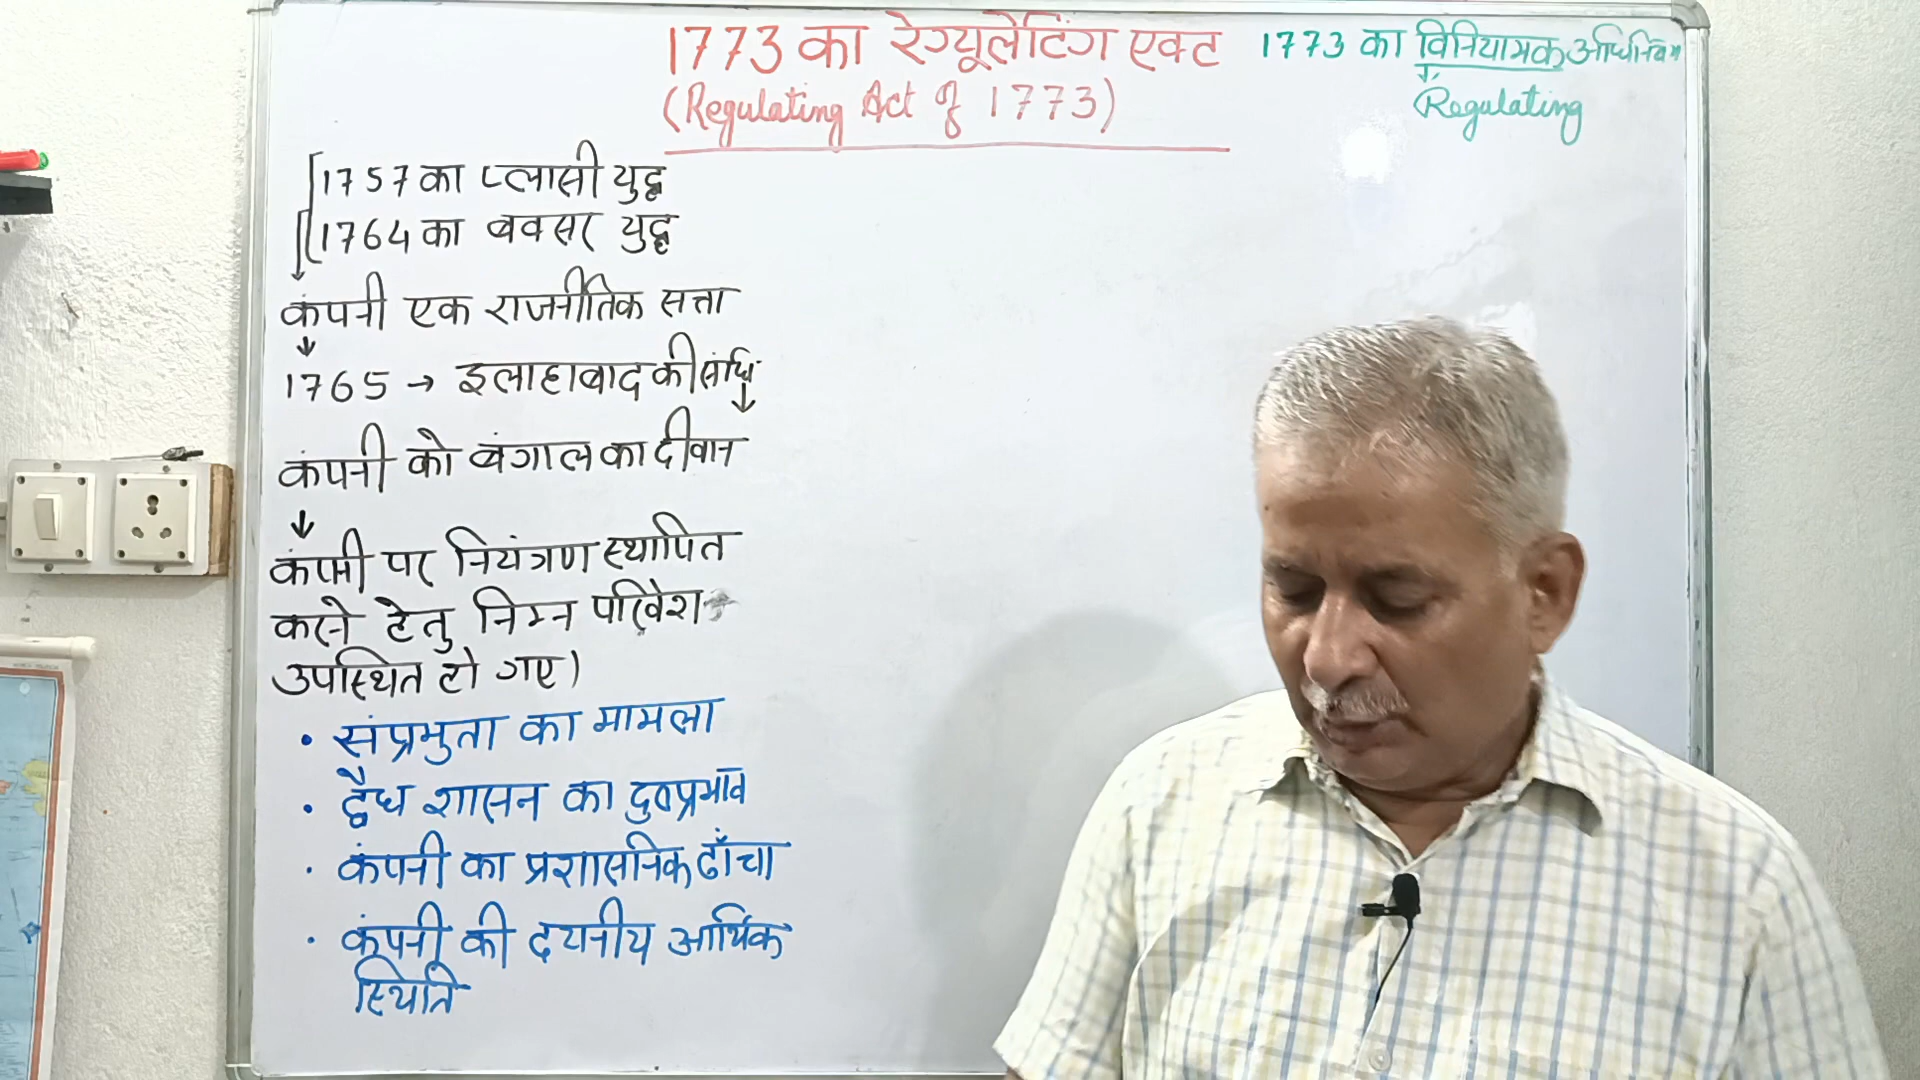 1773 का रेग्यूलेटिंग एक्ट
(Regulating Act of 1773)
1773 का विनियामक अधिनियम
Regulating
1757 का प्लासी युद्ध
1764 का बक्सर युद्ध
↓
कंपनी एक राजनीतिक सत्ता
↓
1765 → इलाहाबाद की संधि
↓
कंपनी को बंगाल का दीवान
↓
कंपनी पर नियंत्रण स्थापित
करने हेतु निम्न परिवेश
उपस्थित हो गए)
• संप्रभुता का मामला
• द्वैध शासन का दुष्प्रभाव
• कंपनी का प्रशासनिक ढाँचा
• कंपनी की दयनीय आर्थिक
स्थिति